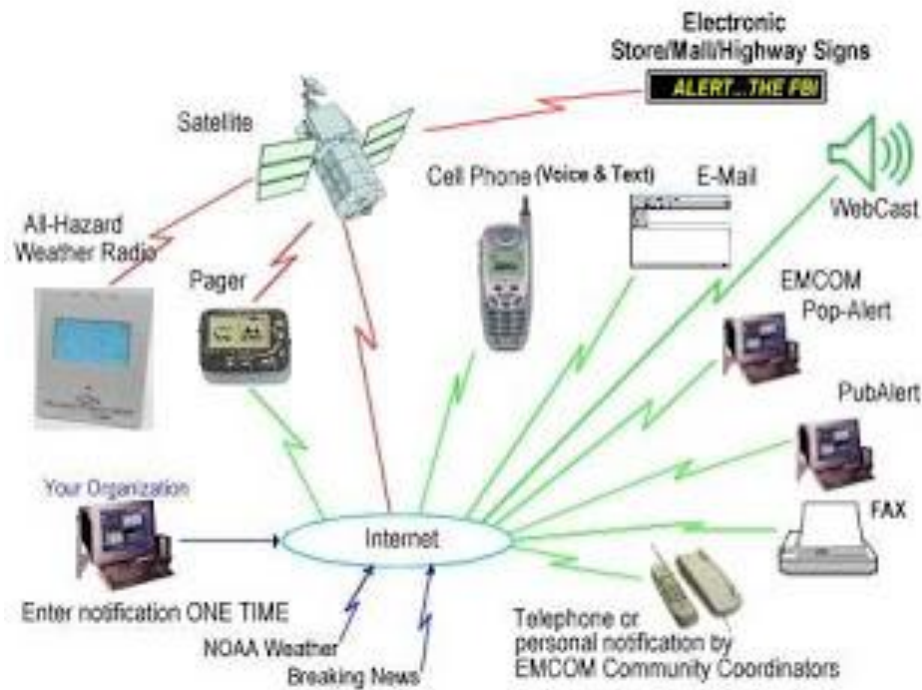 Electronic
Store/Mall/Highway Signs
ALERT...THE FBI
Satellite
Cell Phone (Voice & Text)
E-Mail
WebCast
All-Hazard
Weather Radio
Pager
EMCOM
Pop-Alert
PubAlert
Your Organization
Internet
FAX
Enter notification ONE TIME
NOAA Weather
Breaking News
Telephone or
personal notification by
EMCOM Community Coordinators